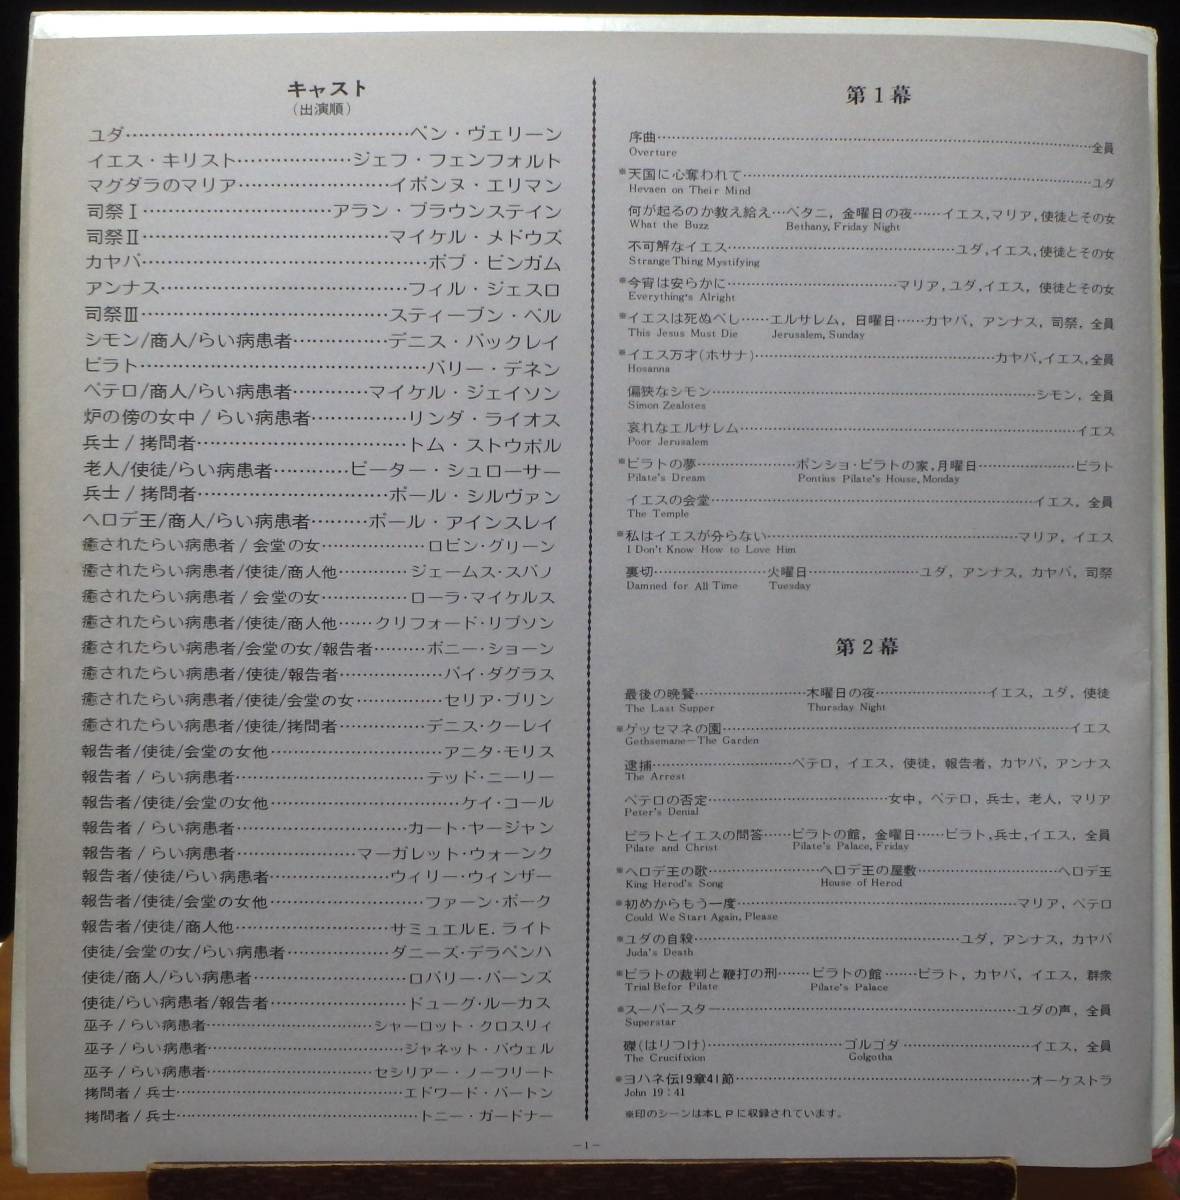 キャスト
(出演順)
ユダ…………………………ベン・ヴェリーン
イエス・キリスト…………ジェフ・フェンフォルト
マグダラのマリア…………イボンヌ・エリマン
司祭Ⅰ…………………アラン・ブラウンステイン
司祭Ⅱ…………………マイケル・メドウズ
カヤバ…………………ボブ・ビンガム
アンナス…………………フィル・ジェスロ
司祭Ⅲ…………………スティーブン・ベル
シモン/商人/らい病患者…………デニス・バックレイ
ピラト…………………バリー・デネン
ペテロ/商人/らい病患者…………マイケル・ジェイソン
炉の傍の女中/らい病患者…………リンダ・ライオス
兵士/拷問者…………………トム・ストウボル
老人/使徒/らい病患者…………ピーター・シュローサー
兵士/拷問者…………………ポール・シルヴァン
ヘロデ王/商人/らい病患者………ポール・アインスレイ
癒されたらい病患者/会堂の女…………ロビン・グリーン
癒されたらい病患者/使徒/商人他…………ジェームス・スバノ
癒されたらい病患者/会堂の女…………ローラ・マイケルス
癒されたらい病患者/使徒/商人他……クリフォード・リプソン
癒されたらい病患者/会堂の女/報告者………ボニー・ショーン
癒されたらい病患者/使徒/報告者…………パイ・ダグラス
癒されたらい病患者/使徒/会堂の女…………セリア・ブリン
癒されたらい病患者/使徒/拷問者…………デニス・クーレイ
報告者/使徒/会堂の女他…………………アニタ・モリス
報告者/らい病患者…………………テッド・ニーリー
報告者/使徒/会堂の女他…………………ケイ・コール
報告者/らい病患者…………………カート・ヤージャン
報告者/らい病患者…………マーガレット・ウォーンク
報告者/使徒/らい病患者…………ウィリー・ウィンザー
報告者/使徒/会堂の女他…………ファーン・ボーク
報告者/使徒/商人他…………サミュエルE.ライト
使徒/会堂の女/らい病患者…………ダニーズ・デラペンハ
使徒/商人/らい病患者…………ロバリー・バーンズ
使徒/らい病患者/報告者…………ドューグ・ルーカス
巫子/らい病患者…………シャーロット・クロスリィ
巫子/らい病患者…………ジャネット・パウェル
巫子/らい病患者…………セシリアー・ノーフリート
拷問者/兵士…………………エドワード・バートン
拷問者/兵士…………………トニー・ガードナー
第1幕
序曲…………………全員
Overture
※天国に心奪われて…………………ユダ
Hevaen on Their Mind
何が起るのか教え給え…ベタニ,金曜日の夜……イエス,マリア,使徒とその女
What the Buzz Bethany, Friday Night
不可解なイエス…………………ユダ,イエス,使徒とその女
Strange Thing Mystifying
※今宵は安らかに…………………マリア,ユダ,イエス,使徒とその女
Everything's Alright
※イエスは死ぬべし……エルサレム,日曜日……カヤバ,アンナス,司祭,全員
This Jesus Must Die Jerusalem, Sunday
※イエス万才(ホサナ)…………………カヤバ,イエス,全員
Hosanna
偏狭なシモン…………………シモン,全員
Simon Zealotes
哀れなエルサレム…………………イエス
Poor Jerusalem
※ピラトの夢…………ポンショ・ピラトの家,月曜日…………ピラト
Pilate's Dream Pontius Pilate's House, Monday
イエスの会堂…………………イエス,全員
The Temple
※私はイエスが分らない…………………マリア,イエス
I Don't Know How to Love Him
裏切…………火曜日…………ユダ,アンナス,カヤバ,司祭
Damned for All Time Tuesday
第2幕
最後の晩餐…………木曜日の夜…………イエス,ユダ,使徒
The Last Supper Thursday Night
※ゲッセマネの園…………………イエス
Gethsemane—The Garden
逮捕…………ペテロ,イエス,使徒,報告者,カヤバ,アンナス
The Arrest
ペテロの否定…………女中,ペテロ,兵士,老人,マリア
Peter's Denial
ピラトとイエスの問答……ピラトの館,金曜日……ピラト,兵士,イエス,全員
Pilate and Christ Pilate's Palace, Friday
※ヘロデ王の歌…………ヘロデ王の屋敷…………ヘロデ王
King Herod's Song House of Herod
※初めからもう一度…………………マリア,ペテロ
Could We Start Again, Please
※ユダの自殺…………………ユダ,アンナス,カヤバ
Juda's Death
※ピラトの裁判と鞭打の刑……ピラトの館……ピラト,カヤバ,イエス,群衆
Trial Befor Pilate Pilate's Palace
※スーパースター…………………ユダの声,全員
Superstar
磔(はりつけ)…………ゴルゴダ…………イエス,全員
The Crucifixion Golgotha
※ヨハネ伝19章41節…………………オーケストラ
John 19:41
※印のシーンは本LPに収録されています。
—1—